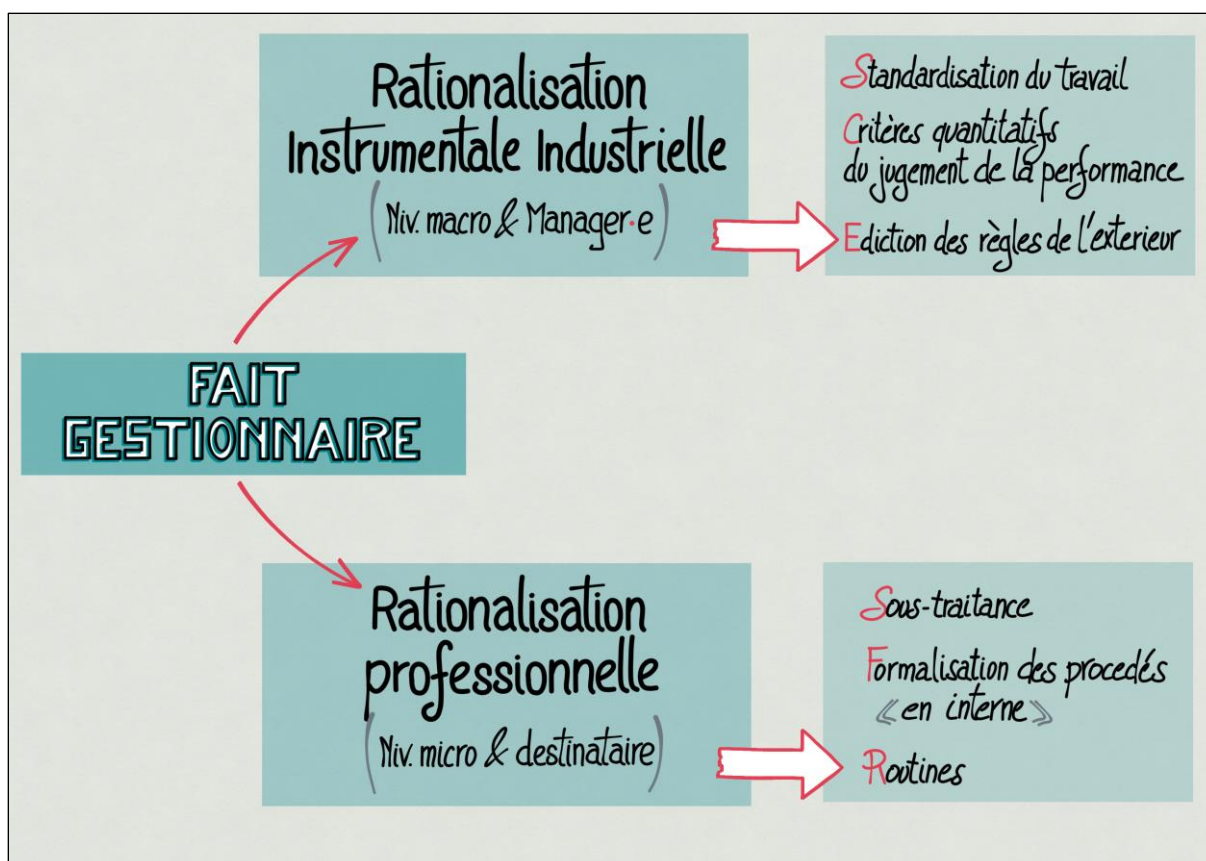 Rationalisation
Instrumentale Industrielle
(Niv. macro & Manager·e)
Standardisation du travail
Critères quantitatifs
du jugement de la performance
Ediction des règles de l'exterieur
FAIT
GESTIONNAIRE
Rationalisation
professionnelle
(Niv. micro & destinataire)
Sous-traitance
Formalisation des procedés
« en interne »
Routines